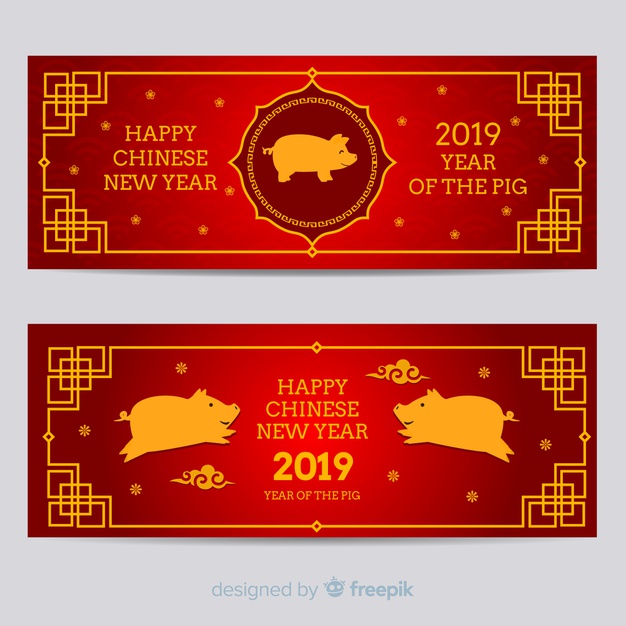 HAPPY
CHINESE
NEW YEAR
2019
YEAR
OF THE PIG
HAPPY
CHINESE
NEW YEAR
2019
YEAR OF THE PIG
designed by freepik